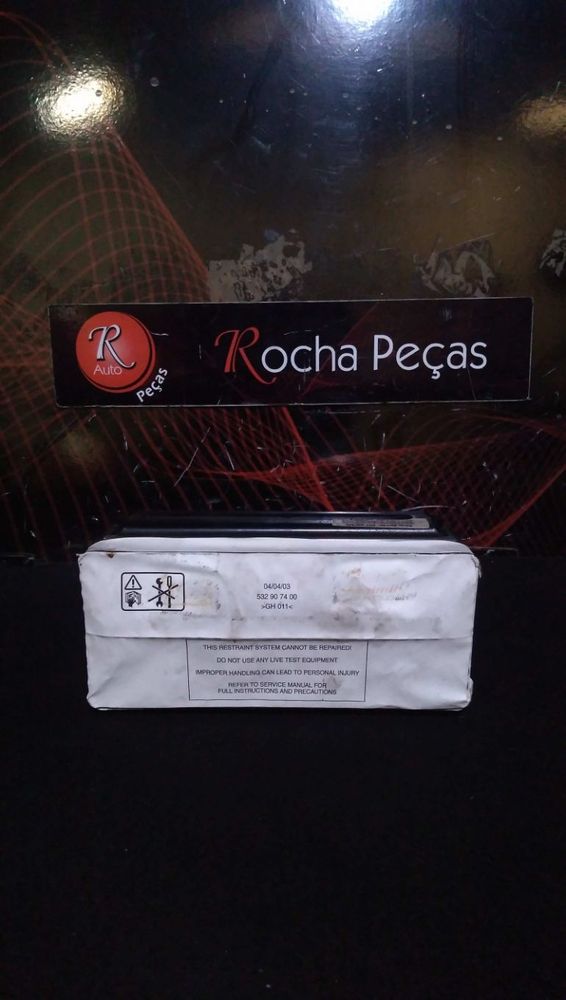 R
Auto
Peças
Rocha Peças
04/04/03
532 90 74 00
>GH 011<
THIS RESTRAINT SYSTEM CANNOT BE REPAIRED!
DO NOT USE ANY LIVE TEST EQUIPMENT
IMPROPER HANDLING CAN LEAD TO PERSONAL INJURY
REFER TO SERVICE MANUAL FOR
FULL INSTRUCTIONS AND PRECAUTIONS